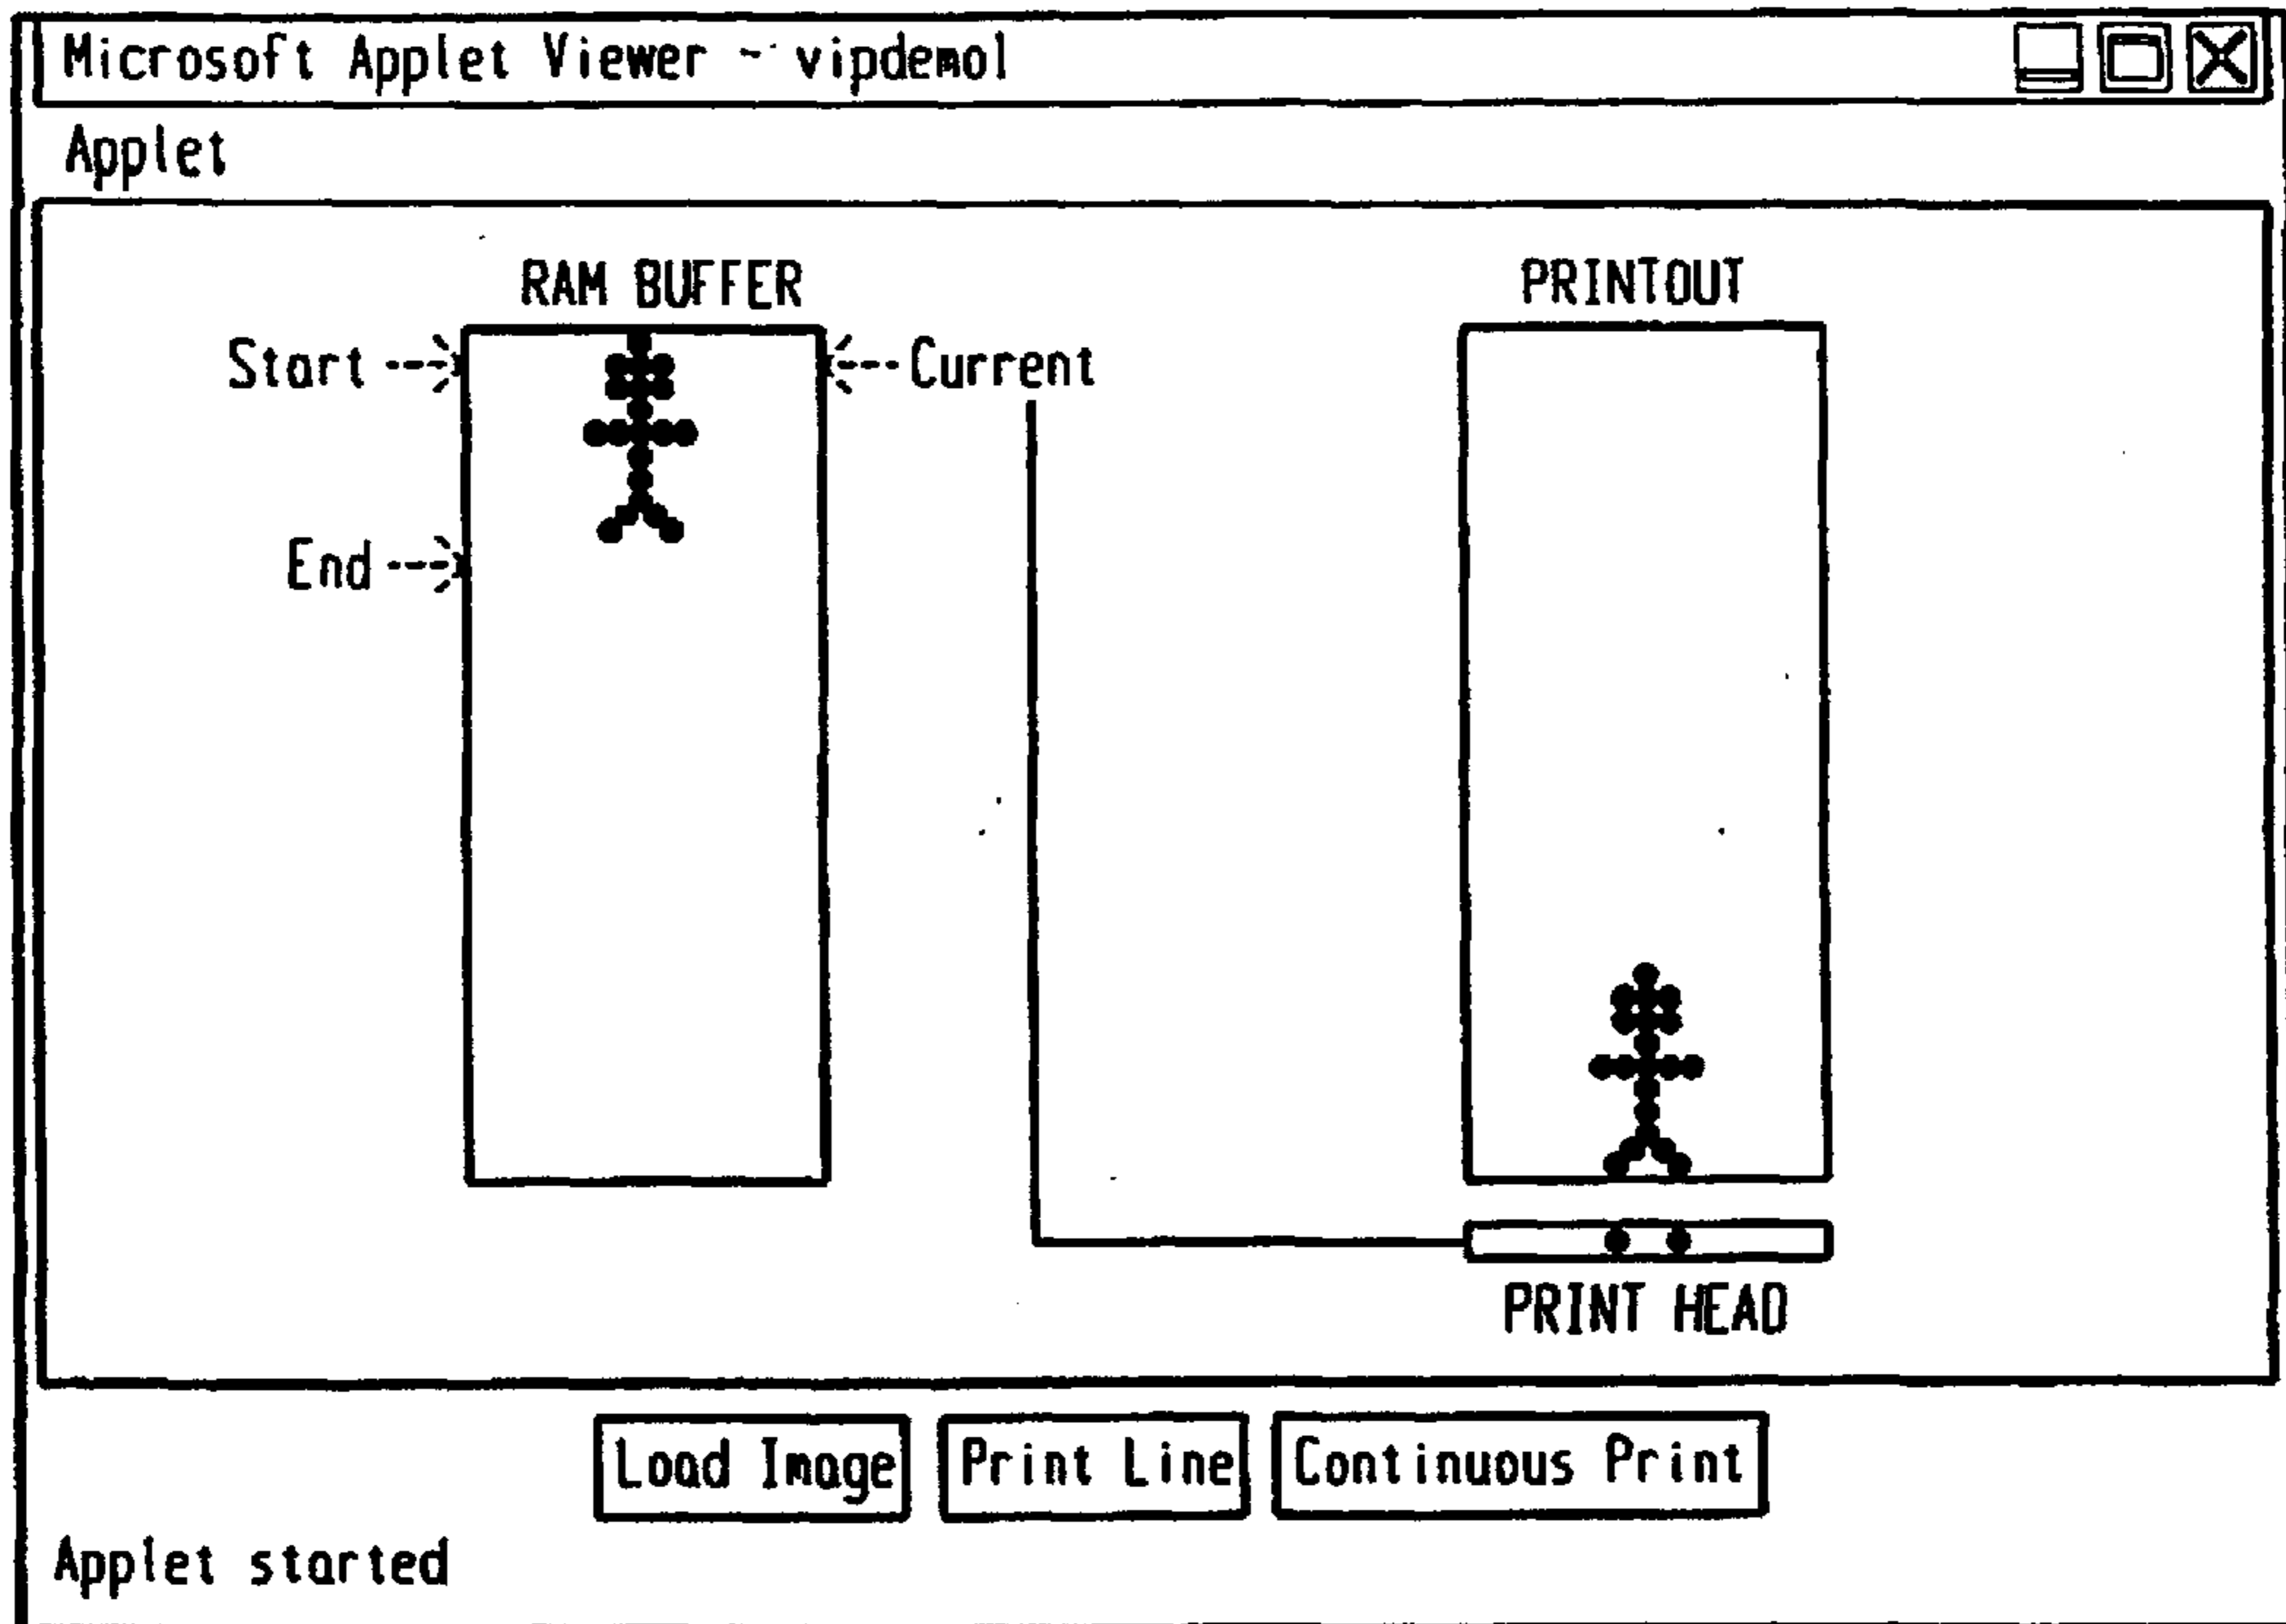 Microsoft Applet Viewer - vipdemo1
Applet
RAM BUFFER
PRINTOUT
Start
Current
End
PRINT HEAD
Load Image
Print Line
Continuous Print
Applet started